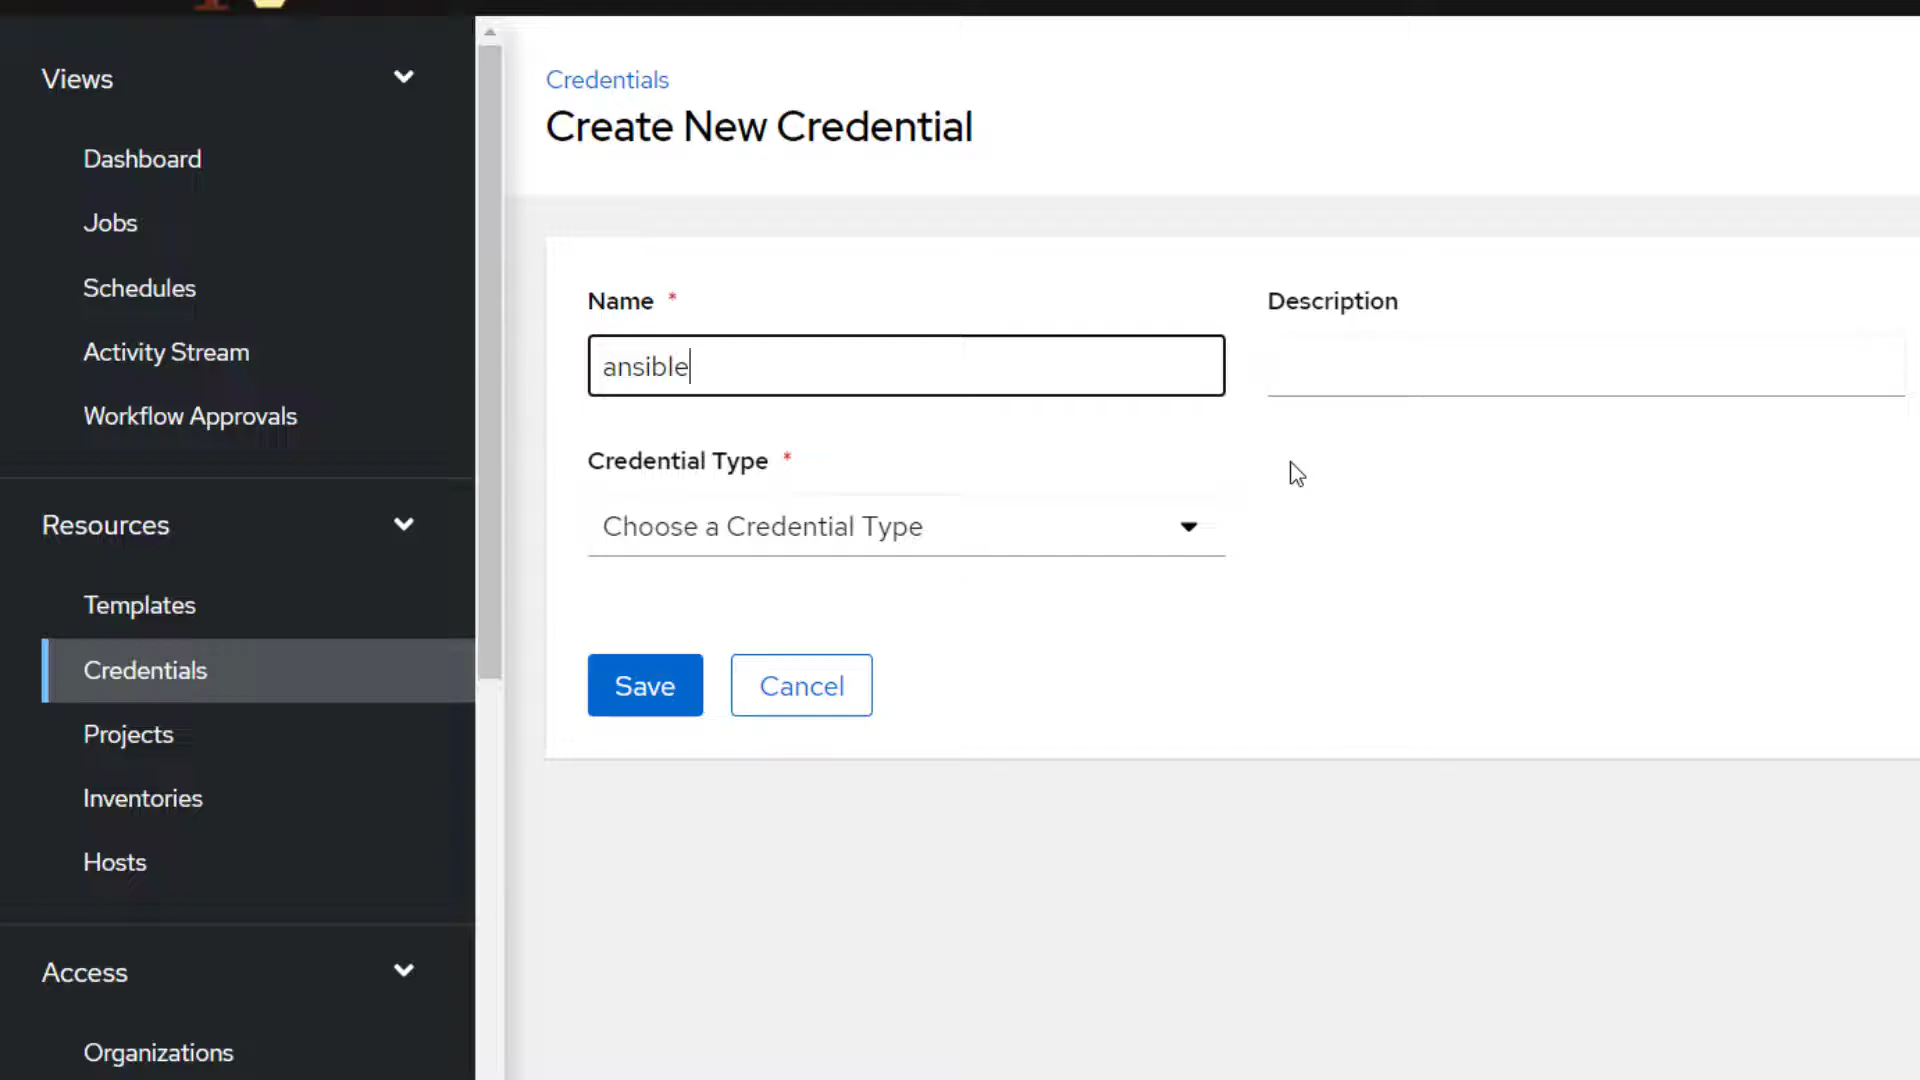 Views
Dashboard
Jobs
Schedules
Activity Stream
Workflow Approvals
Resources
Templates
Credentials
Projects
Inventories
Hosts
Access
Organizations
Credentials
Create New Credential
Name *
Description
ansible
Credential Type *
Choose a Credential Type
Save
Cancel